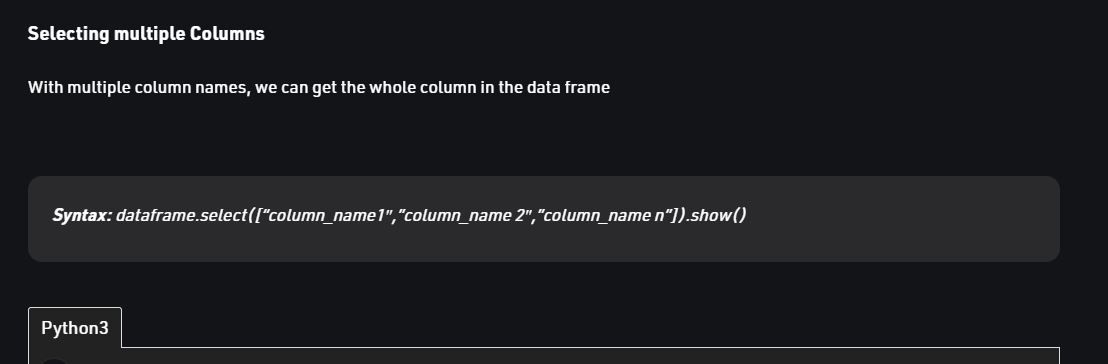 Selecting multiple Columns
With multiple column names, we can get the whole column in the data frame
Syntax: dataframe.select([“column_name1″,”column_name 2″,”column_name n”]).show()
Python3